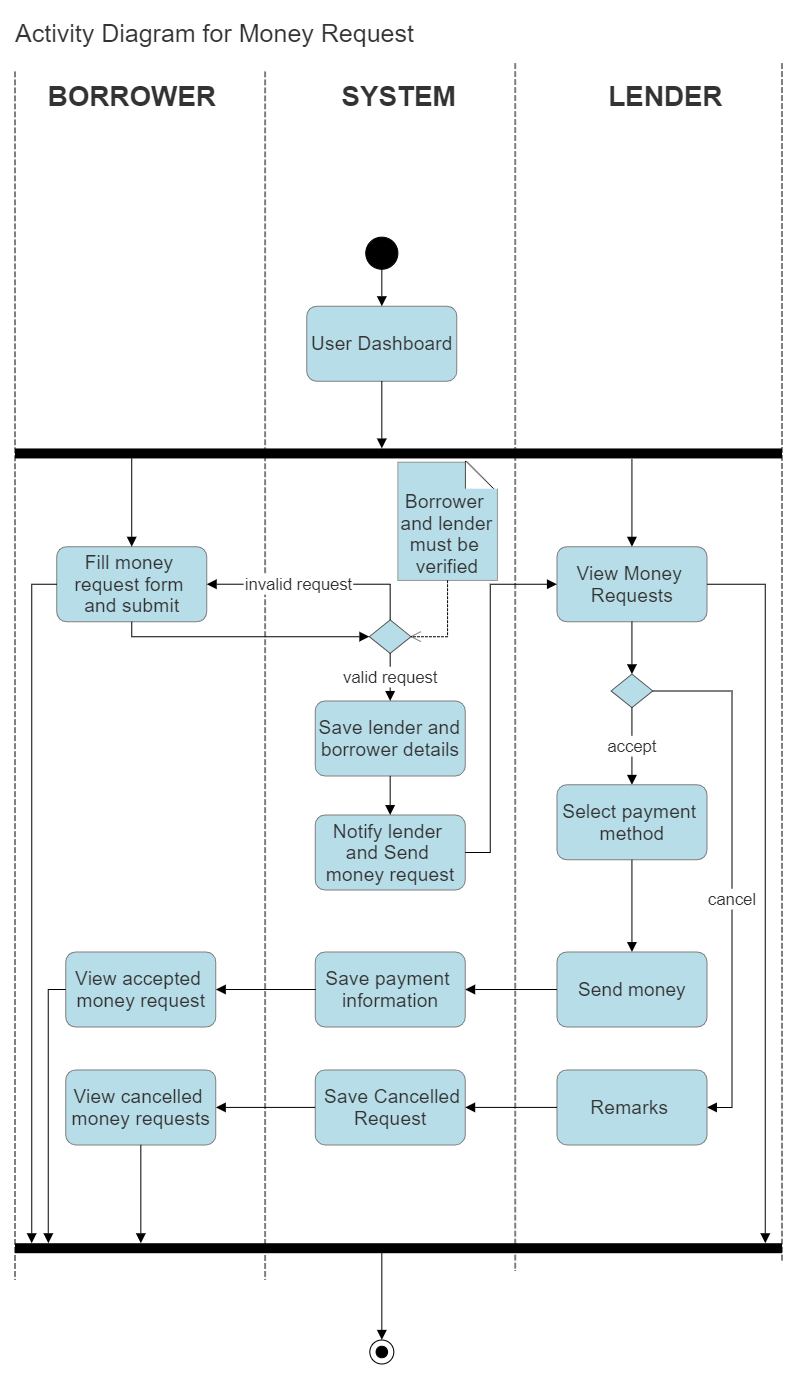 Activity Diagram for Money Request
BORROWER
SYSTEM
LENDER
User Dashboard
Borrower
and lender
must be
verified
Fill money
request form
and submit
invalid request
View Money
Requests
valid request
Save lender and
borrower details
accept
Select payment
method
Notify lender
and Send
money request
cancel
View accepted
money request
Save payment
information
Send money
View cancelled
money requests
Save Cancelled
Request
Remarks